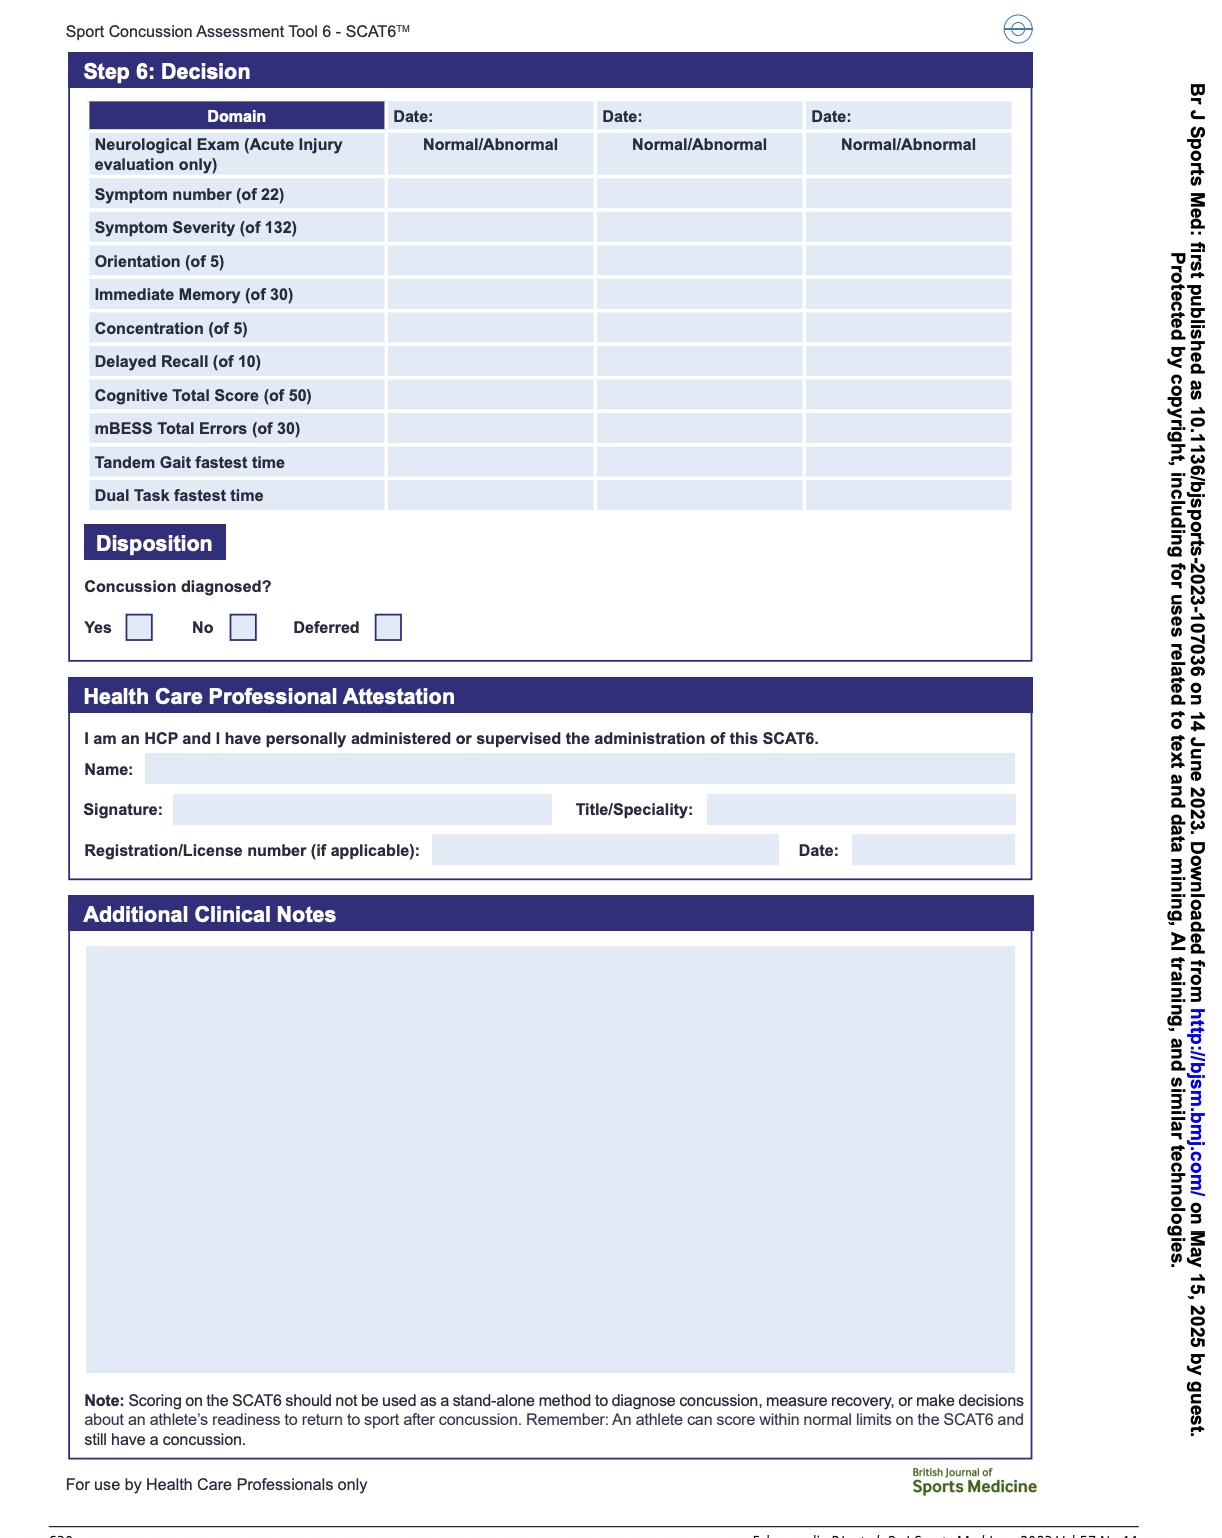 Sport Concussion Assessment Tool 6 - SCAT6™
Step 6: Decision
Domain Date: Date: Date:
Neurological Exam (Acute Injury
evaluation only) Normal/Abnormal Normal/Abnormal Normal/Abnormal
Symptom number (of 22)
Symptom Severity (of 132)
Orientation (of 5)
Immediate Memory (of 30)
Concentration (of 5)
Delayed Recall (of 10)
Cognitive Total Score (of 50)
mBESS Total Errors (of 30)
Tandem Gait fastest time
Dual Task fastest time
Disposition
Concussion diagnosed?
Yes No Deferred
Health Care Professional Attestation
I am an HCP and I have personally administered or supervised the administration of this SCAT6.
Name:
Signature: Title/Speciality:
Registration/License number (if applicable): Date:
Additional Clinical Notes
Note: Scoring on the SCAT6 should not be used as a stand-alone method to diagnose concussion, measure recovery, or make decisions
about an athlete's readiness to return to sport after concussion. Remember: An athlete can score within normal limits on the SCAT6 and
still have a concussion.
For use by Health Care Professionals only
British Journal of
Sports Medicine
Br J Sports Med: first published as 10.1136/bjsports-2023-107036 on 14 June 2023. Downloaded from http://bjsm.bmj.com/ on May 15, 2025 by guest.
Protected by copyright, including for uses related to text and data mining, AI training, and similar technologies.